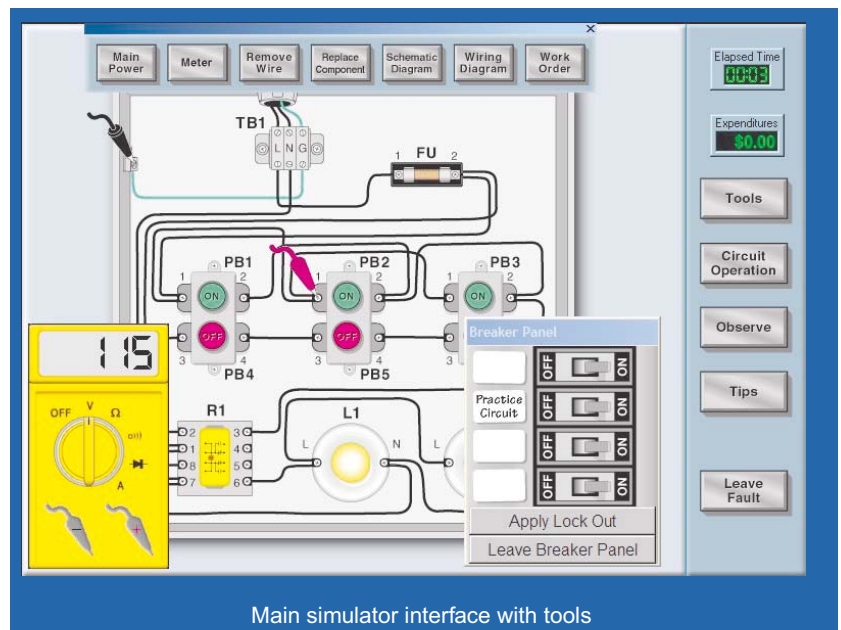 ×
Main
Power
Meter
Remove
Wire
Replace
Component
Schematic
Diagram
Wiring
Diagram
Work
Order
Elapsed Time
00:03
Expenditures
$0.00
Tools
Circuit
Operation
Observe
Tips
Leave
Fault
TB1
L N G
1 FU 2
PB1
PB2
PB3
1 2
1 2
1 2
ON
ON
ON
OFF
OFF
3 4
3 4
3
PB4
PB5
115
OFF V Ω
A
− +
R1
2 3
1 4
8 5
7 6
L1
L N
L
Breaker Panel
OFF ON
Practice
Circuit
OFF ON
OFF ON
OFF ON
Apply Lock Out
Leave Breaker Panel
Main simulator interface with tools